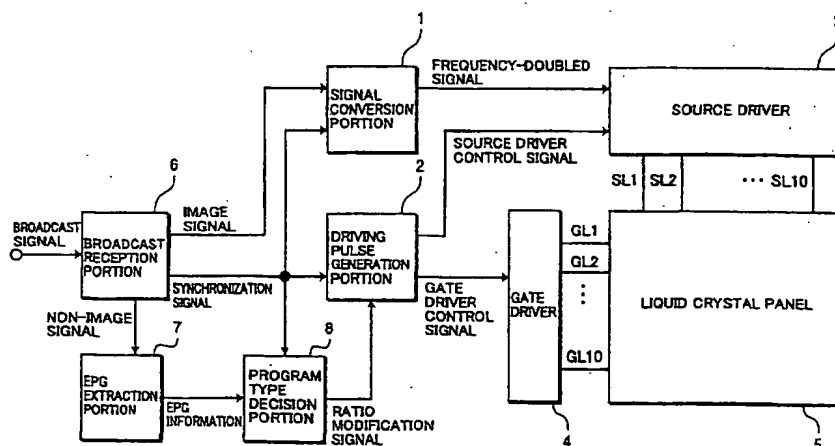 1
FREQUENCY-DOUBLED
SIGNAL
SIGNAL
CONVERSION
PORTION
SOURCE DRIVER
SOURCE DRIVER
CONTROL SIGNAL
6
IMAGE
SIGNAL
2
SL1 SL2 ... SL10
BROADCAST
SIGNAL
BROADCAST
RECEPTION
PORTION
DRIVING
PULSE
GENERATION
PORTION
SYNCHRONIZATION
SIGNAL
GATE
DRIVER
CONTROL
SIGNAL
GATE
DRIVER
GL1
GL2
⋮
GL10
LIQUID CRYSTAL PANEL
NON-IMAGE
SIGNAL
7
8
EPG
EXTRACTION
PORTION
EPG
INFORMATION
PROGRAM
TYPE
DECISION
PORTION
RATIO
MODIFICATION
SIGNAL
4